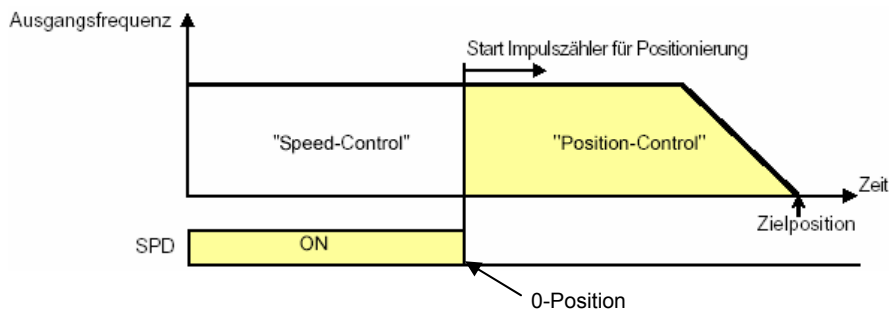 Ausgangsfrequenz
Start Impulszähler für Positionierung
"Speed-Control"
"Position-Control"
Zeit
Zielposition
SPD
ON
0-Position